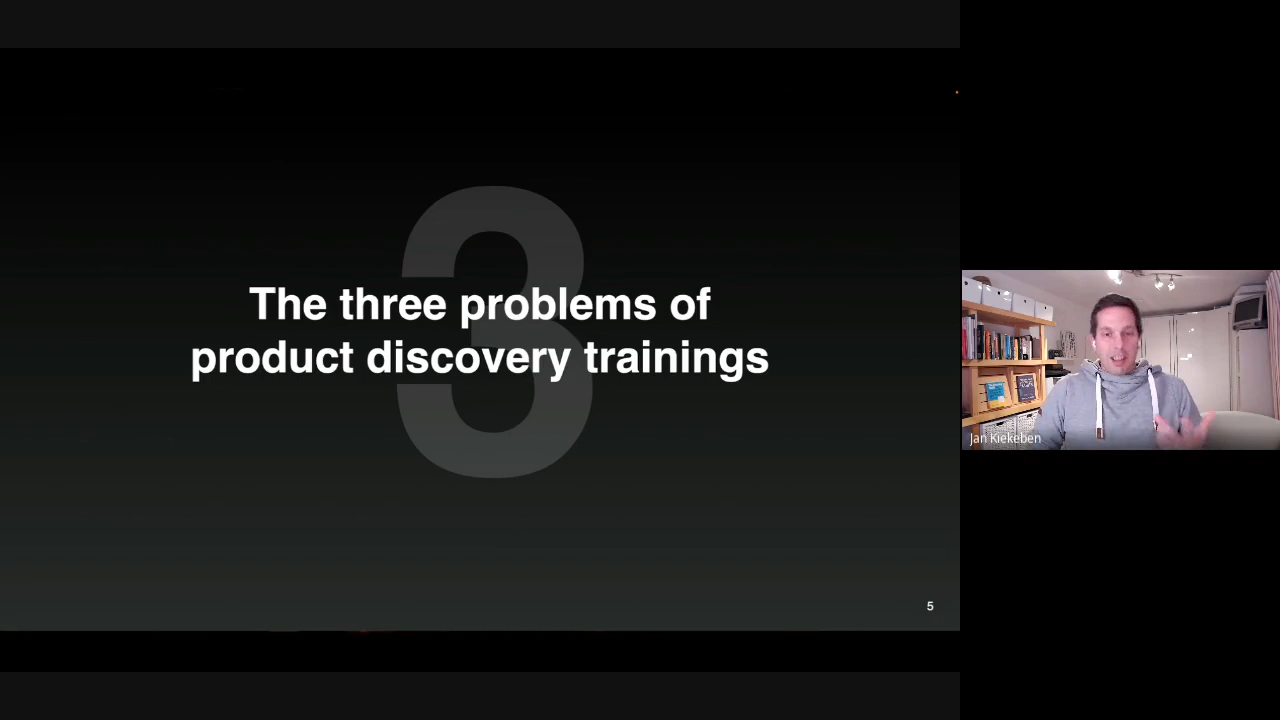 3
The three problems of
product discovery trainings
5
Jan Kiekeben